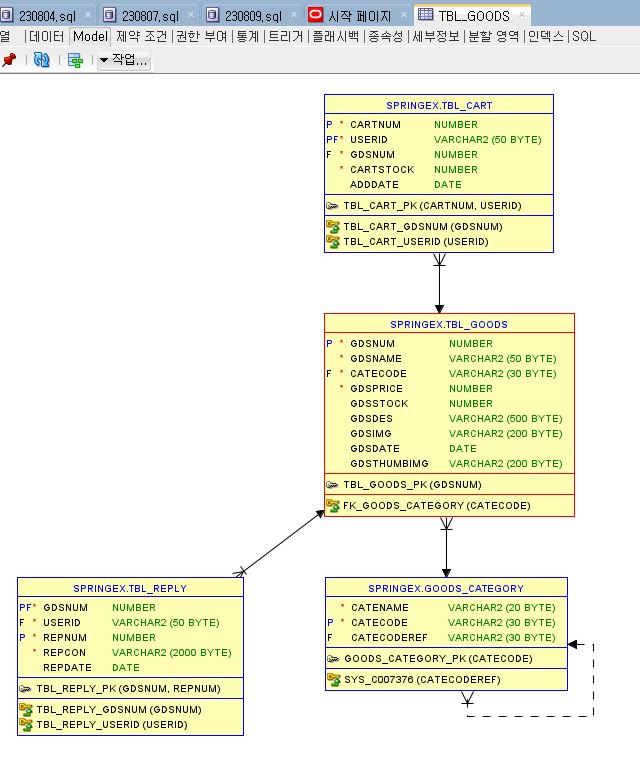 230804.sql 230807.sql 230809.sql 시작 페이지 TBL_GOODS
열 |데이터 |Model |제약 조건 |권한 부여 |통계 |트리거 |플래시백 |종속성 |세부정보 |분할 영역 |인덱스 |SQL
작업...
SPRINGEX.TBL_CART
P * CARTNUM NUMBER
PF* USERID VARCHAR2 (50 BYTE)
F * GDSNUM NUMBER
* CARTSTOCK NUMBER
ADDDATE DATE
TBL_CART_PK (CARTNUM, USERID)
TBL_CART_GDSNUM (GDSNUM)
TBL_CART_USERID (USERID)
SPRINGEX.TBL_GOODS
P * GDSNUM NUMBER
* GDSNAME VARCHAR2 (50 BYTE)
F * CATECODE VARCHAR2 (30 BYTE)
* GDSPRICE NUMBER
GDSSTOCK NUMBER
GDSDES VARCHAR2 (500 BYTE)
GDSIMG VARCHAR2 (200 BYTE)
GDSDATE DATE
GDSTHUMBIMG VARCHAR2 (200 BYTE)
TBL_GOODS_PK (GDSNUM)
FK_GOODS_CATEGORY (CATECODE)
SPRINGEX.TBL_REPLY
PF* GDSNUM NUMBER
F * USERID VARCHAR2 (50 BYTE)
P * REPNUM NUMBER
* REPCON VARCHAR2 (2000 BYTE)
REPDATE DATE
TBL_REPLY_PK (GDSNUM, REPNUM)
TBL_REPLY_GDSNUM (GDSNUM)
TBL_REPLY_USERID (USERID)
SPRINGEX.GOODS_CATEGORY
* CATENAME VARCHAR2 (20 BYTE)
P * CATECODE VARCHAR2 (30 BYTE)
F CATECODEREF VARCHAR2 (30 BYTE)
GOODS_CATEGORY_PK (CATECODE)
SYS_C007376 (CATECODEREF)